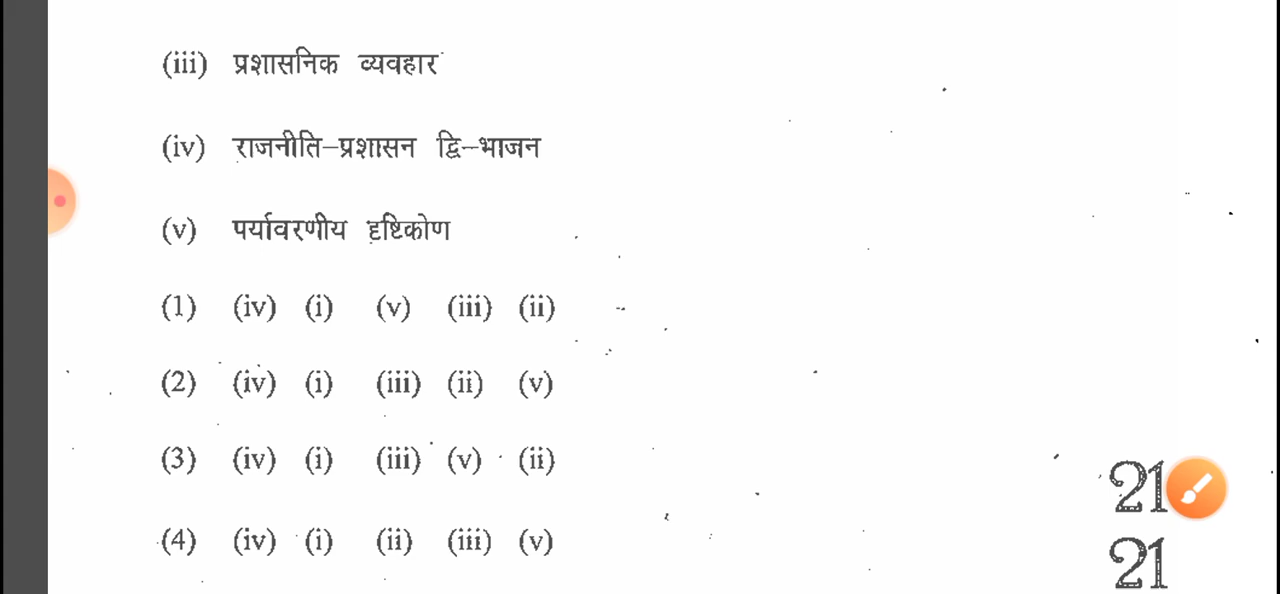 (iii) प्रशासनिक व्यवहार
(iv) राजनीति-प्रशासन द्वि-भाजन
(v) पर्यावरणीय दृष्टिकोण
(1) (iv) (i) (v) (iii) (ii)
(2) (iv) (i) (iii) (ii) (v)
(3) (iv) (i) (iii) (v) (ii)
(4) (iv) (i) (ii) (iii) (v)
21
21